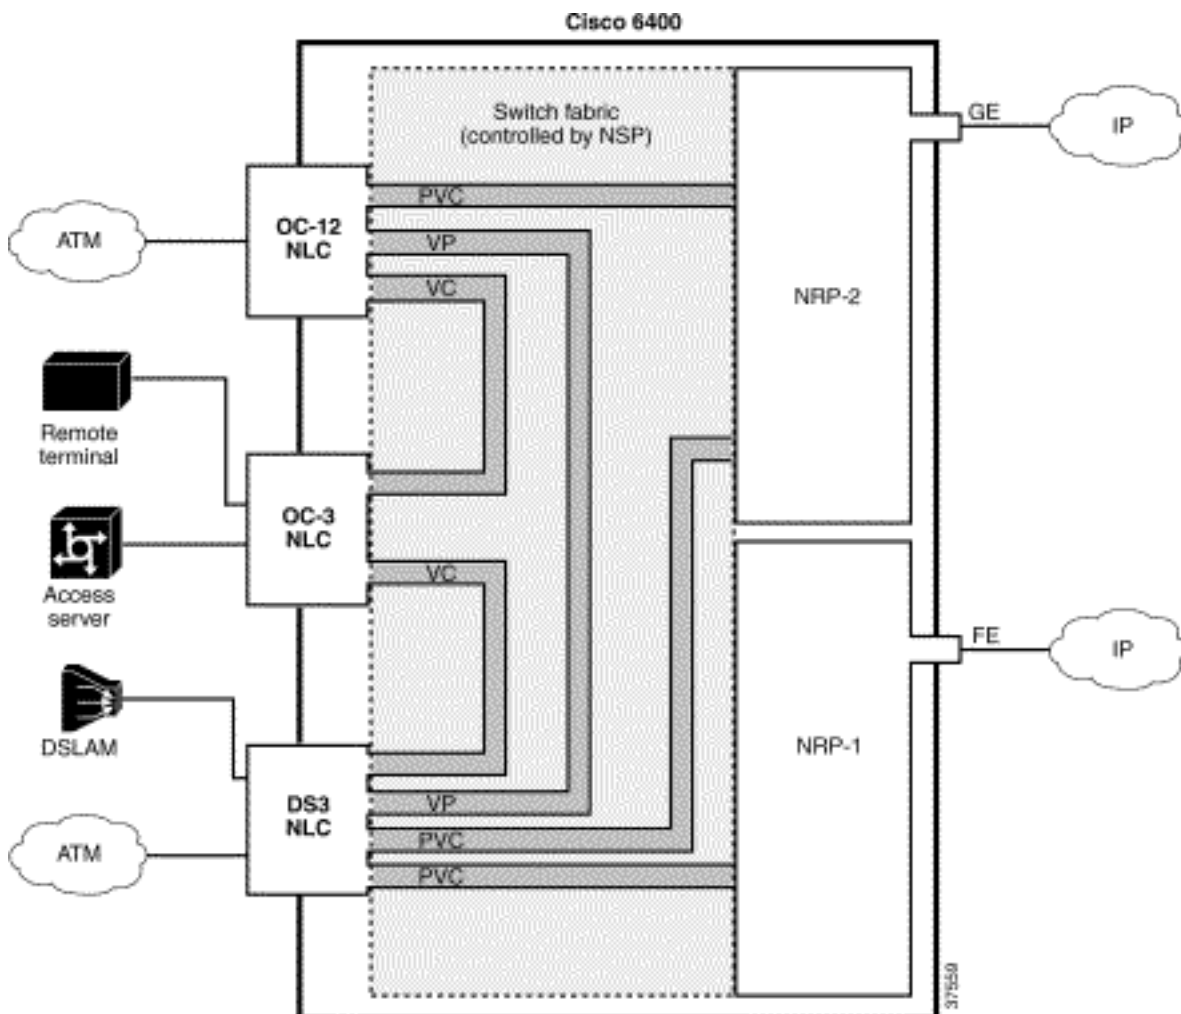 Cisco 6400
Switch fabric
(controlled by NSP)
GE
IP
PVC
OC-12
NLC
ATM
VP
VC
NRP-2
Remote
terminal
OC-3
NLC
Access
server
VC
FE
IP
DSLAM
NRP-1
DS3
NLC
VP
ATM
PVC
PVC
37559